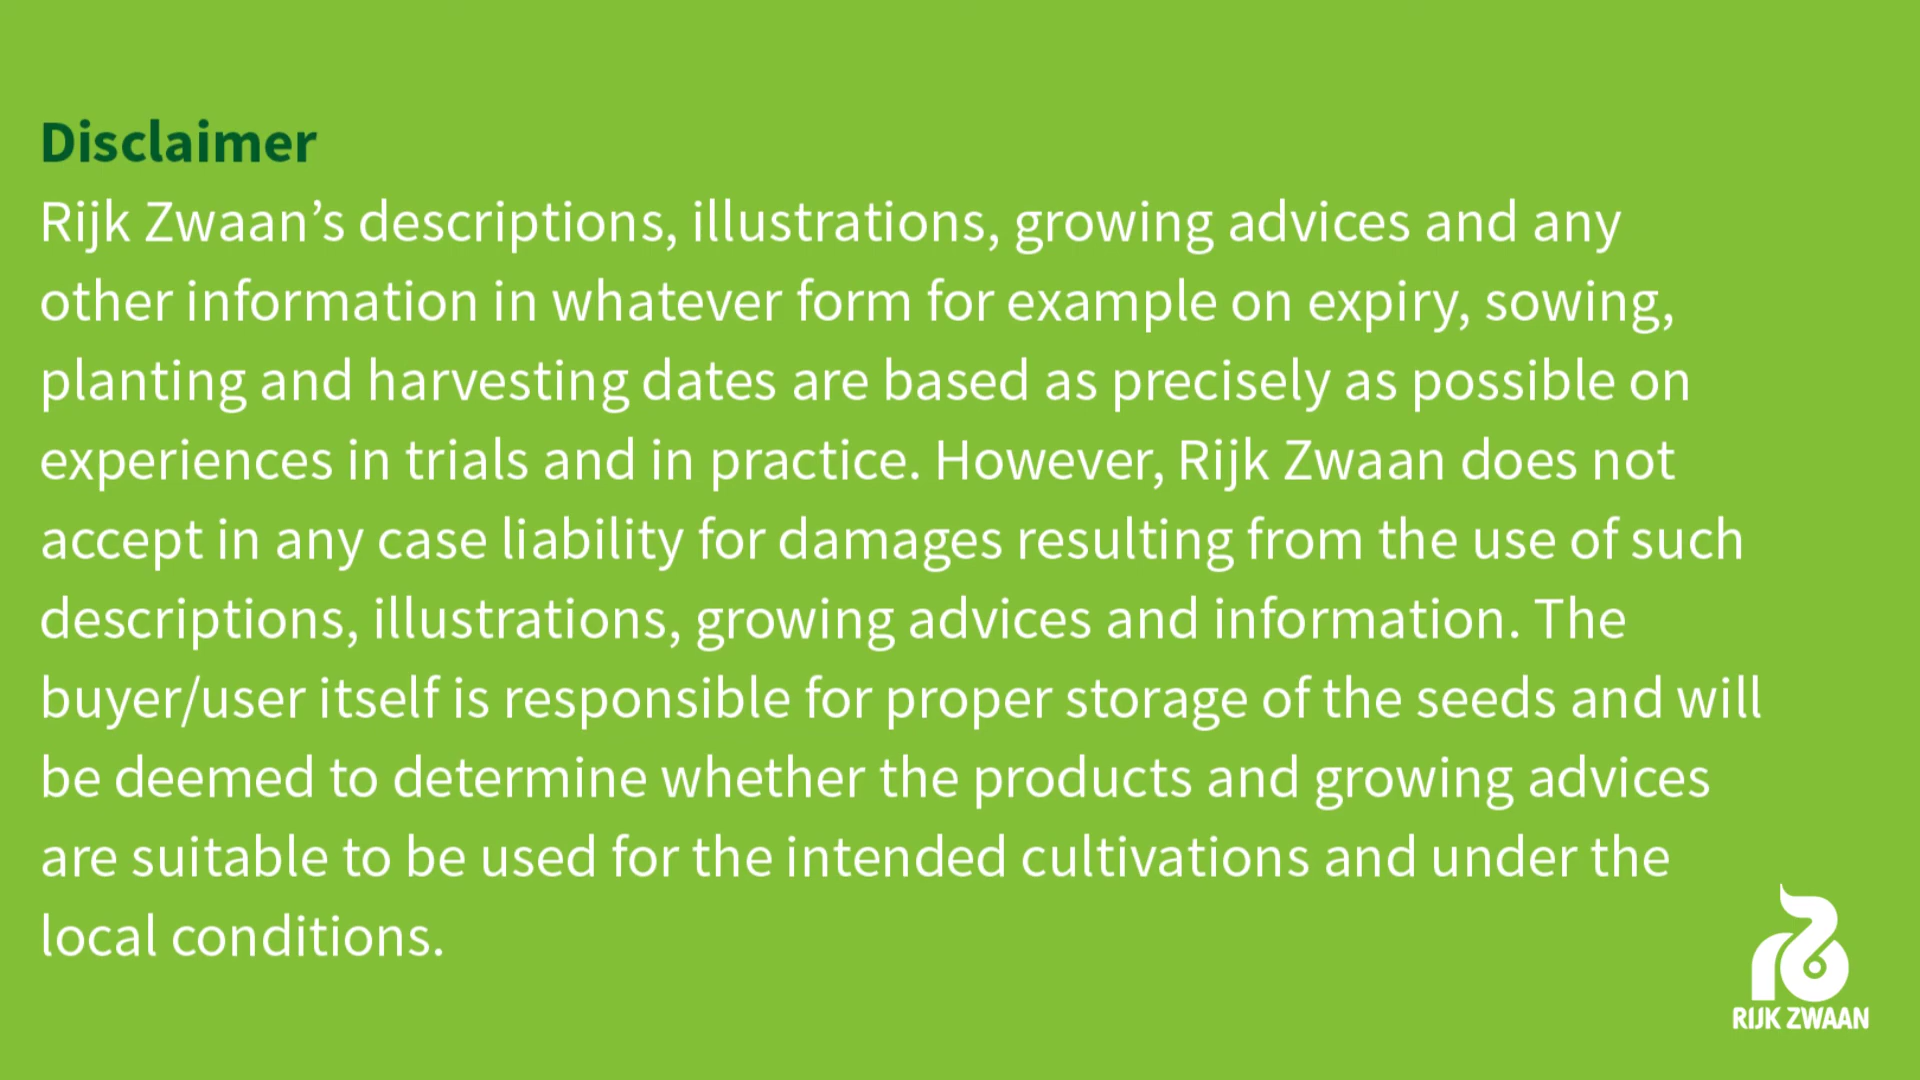 Disclaimer
Rijk Zwaan’s descriptions, illustrations, growing advices and any
other information in whatever form for example on expiry, sowing,
planting and harvesting dates are based as precisely as possible on
experiences in trials and in practice. However, Rijk Zwaan does not
accept in any case liability for damages resulting from the use of such
descriptions, illustrations, growing advices and information. The
buyer/user itself is responsible for proper storage of the seeds and will
be deemed to determine whether the products and growing advices
are suitable to be used for the intended cultivations and under the
local conditions.
RIJK ZWAAN